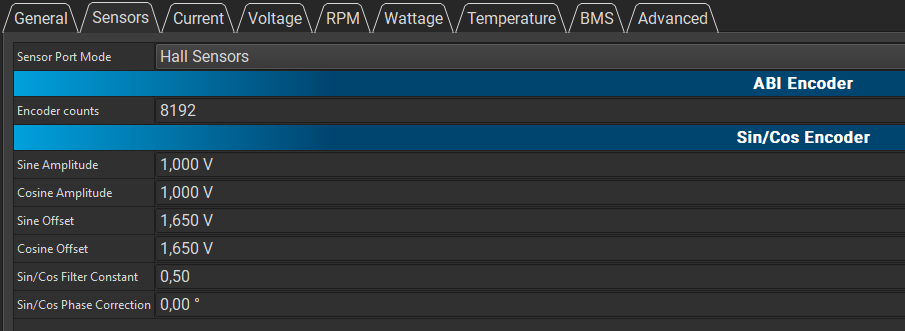 General Sensors Current Voltage RPM Wattage Temperature BMS Advanced
Sensor Port Mode Hall Sensors
ABI Encoder
Encoder counts 8192
Sin/Cos Encoder
Sine Amplitude 1,000 V
Cosine Amplitude 1,000 V
Sine Offset 1,650 V
Cosine Offset 1,650 V
Sin/Cos Filter Constant 0,50
Sin/Cos Phase Correction 0,00 °